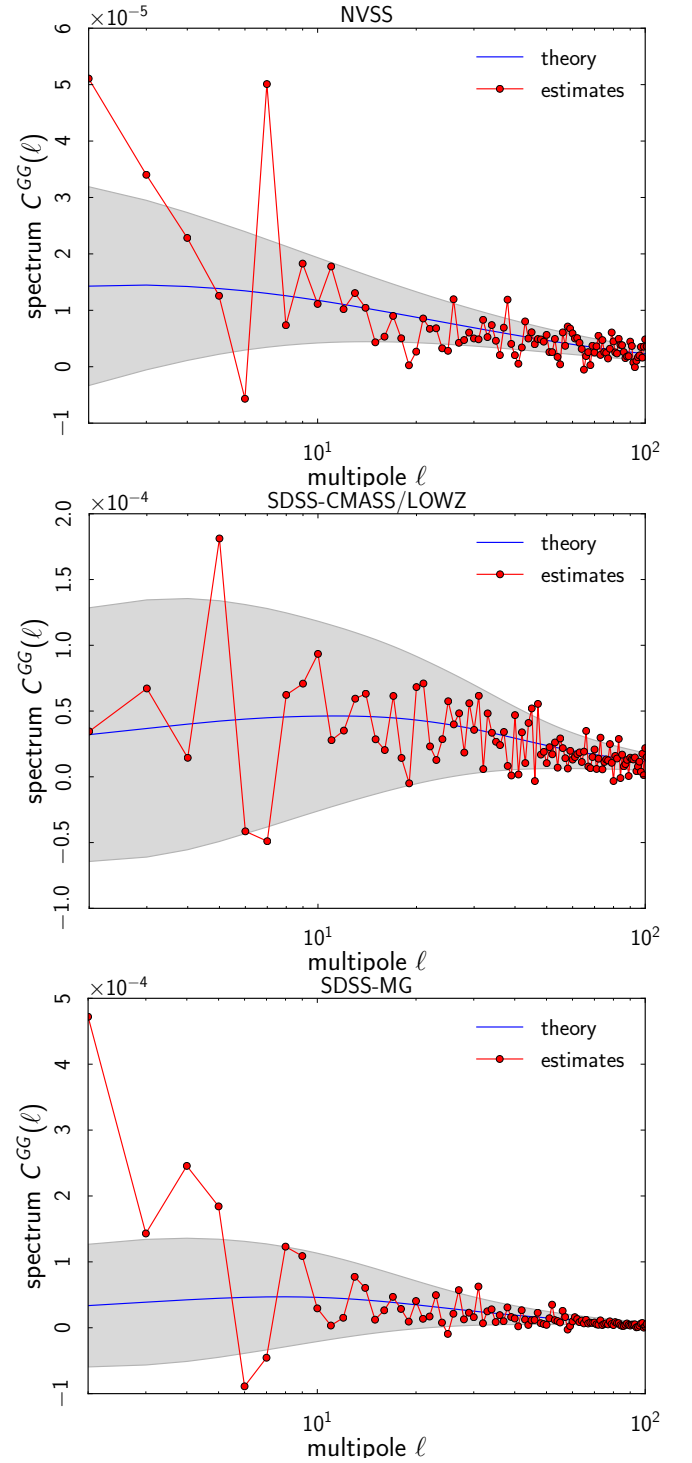 NVSS
×10⁻⁵
6
5
4
3
2
1
0
−1
spectrum C^{GG}(ℓ)
theory
estimates
10¹
10²
multipole ℓ
SDSS-CMASS/LOWZ
×10⁻⁴
2.0
1.5
1.0
0.5
0.0
−0.5
−1.0
spectrum C^{GG}(ℓ)
theory
estimates
10¹
10²
multipole ℓ
SDSS-MG
×10⁻⁴
5
4
3
2
1
0
−1
spectrum C^{GG}(ℓ)
theory
estimates
10¹
10²
multipole ℓ